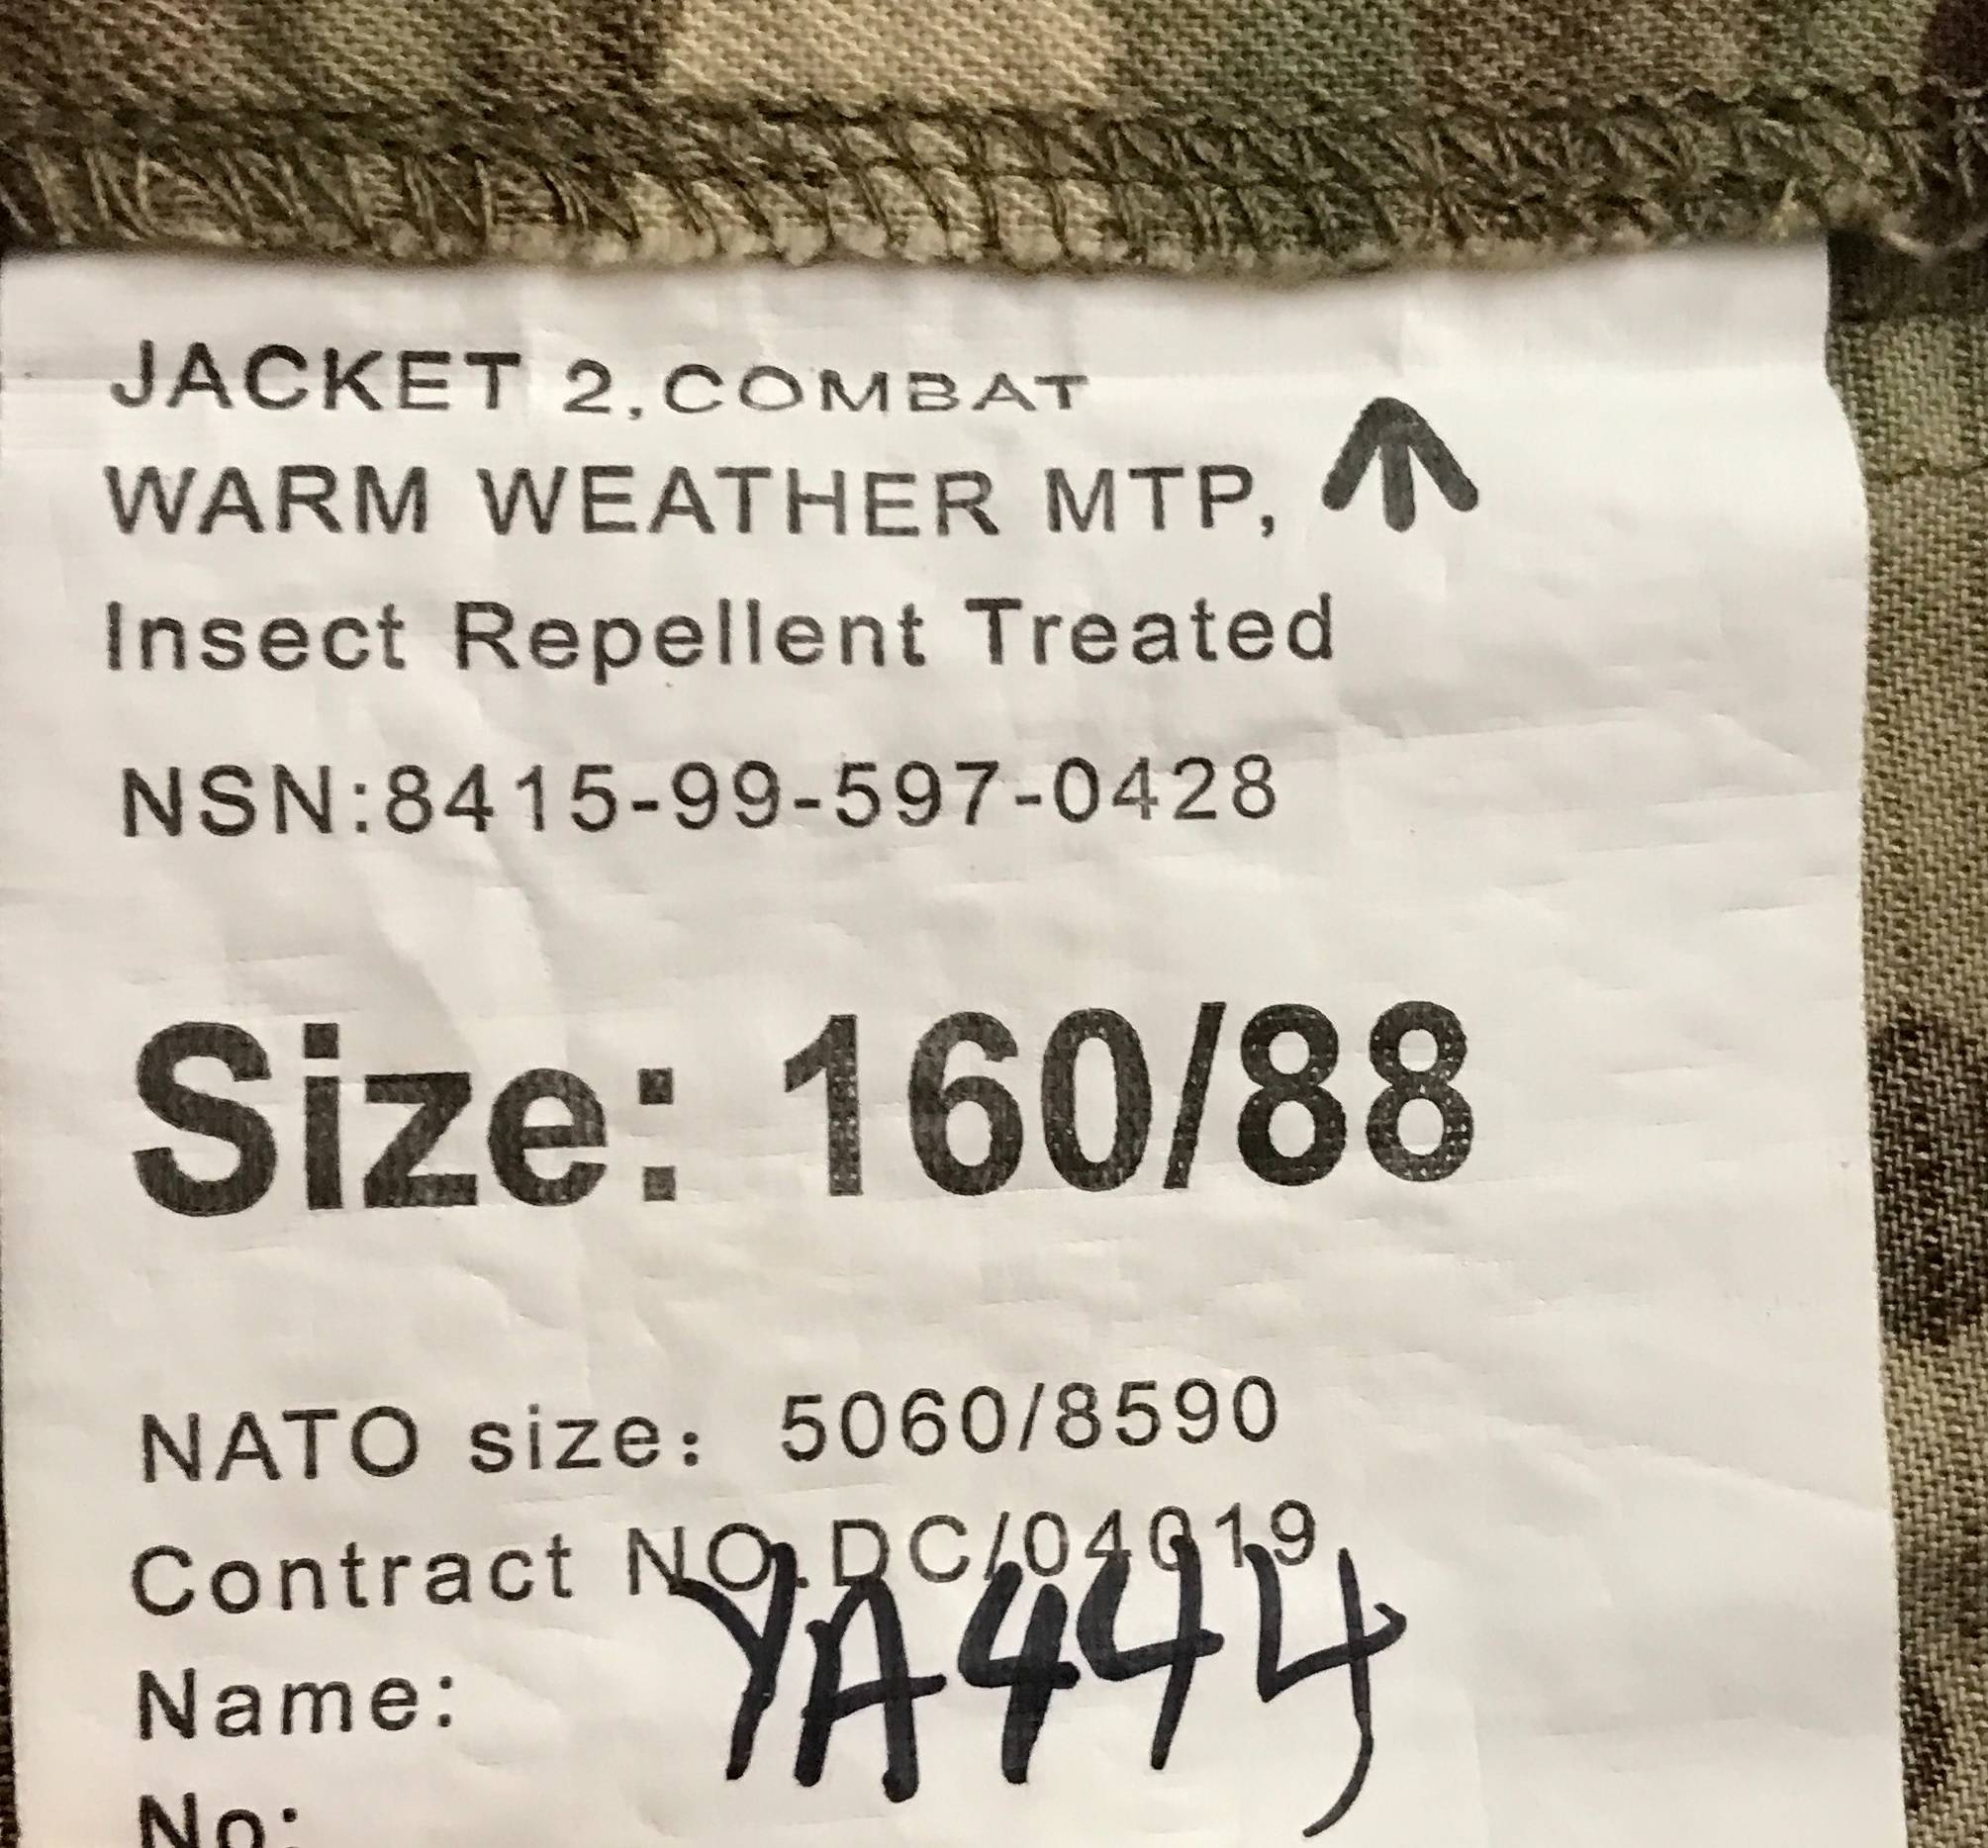 JACKET 2, COMBAT
WARM WEATHER MTP,
Insect Repellent Treated
NSN:8415-99-597-0428
Size: 160/88
NATO size: 5060/8590
Contract NO.DC/04019
Name: YA444
No: